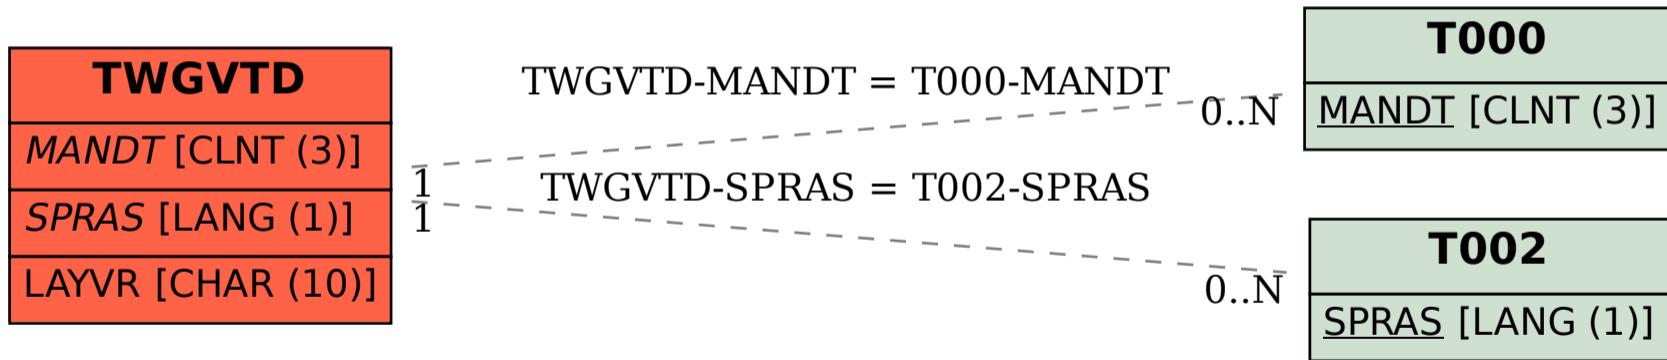 TWGVTD
MANDT [CLNT (3)]
SPRAS [LANG (1)]
LAYVR [CHAR (10)]
TWGVTD-MANDT = T000-MANDT
0..N
1
TWGVTD-SPRAS = T002-SPRAS
1
0..N
T000
MANDT [CLNT (3)]
T002
SPRAS [LANG (1)]